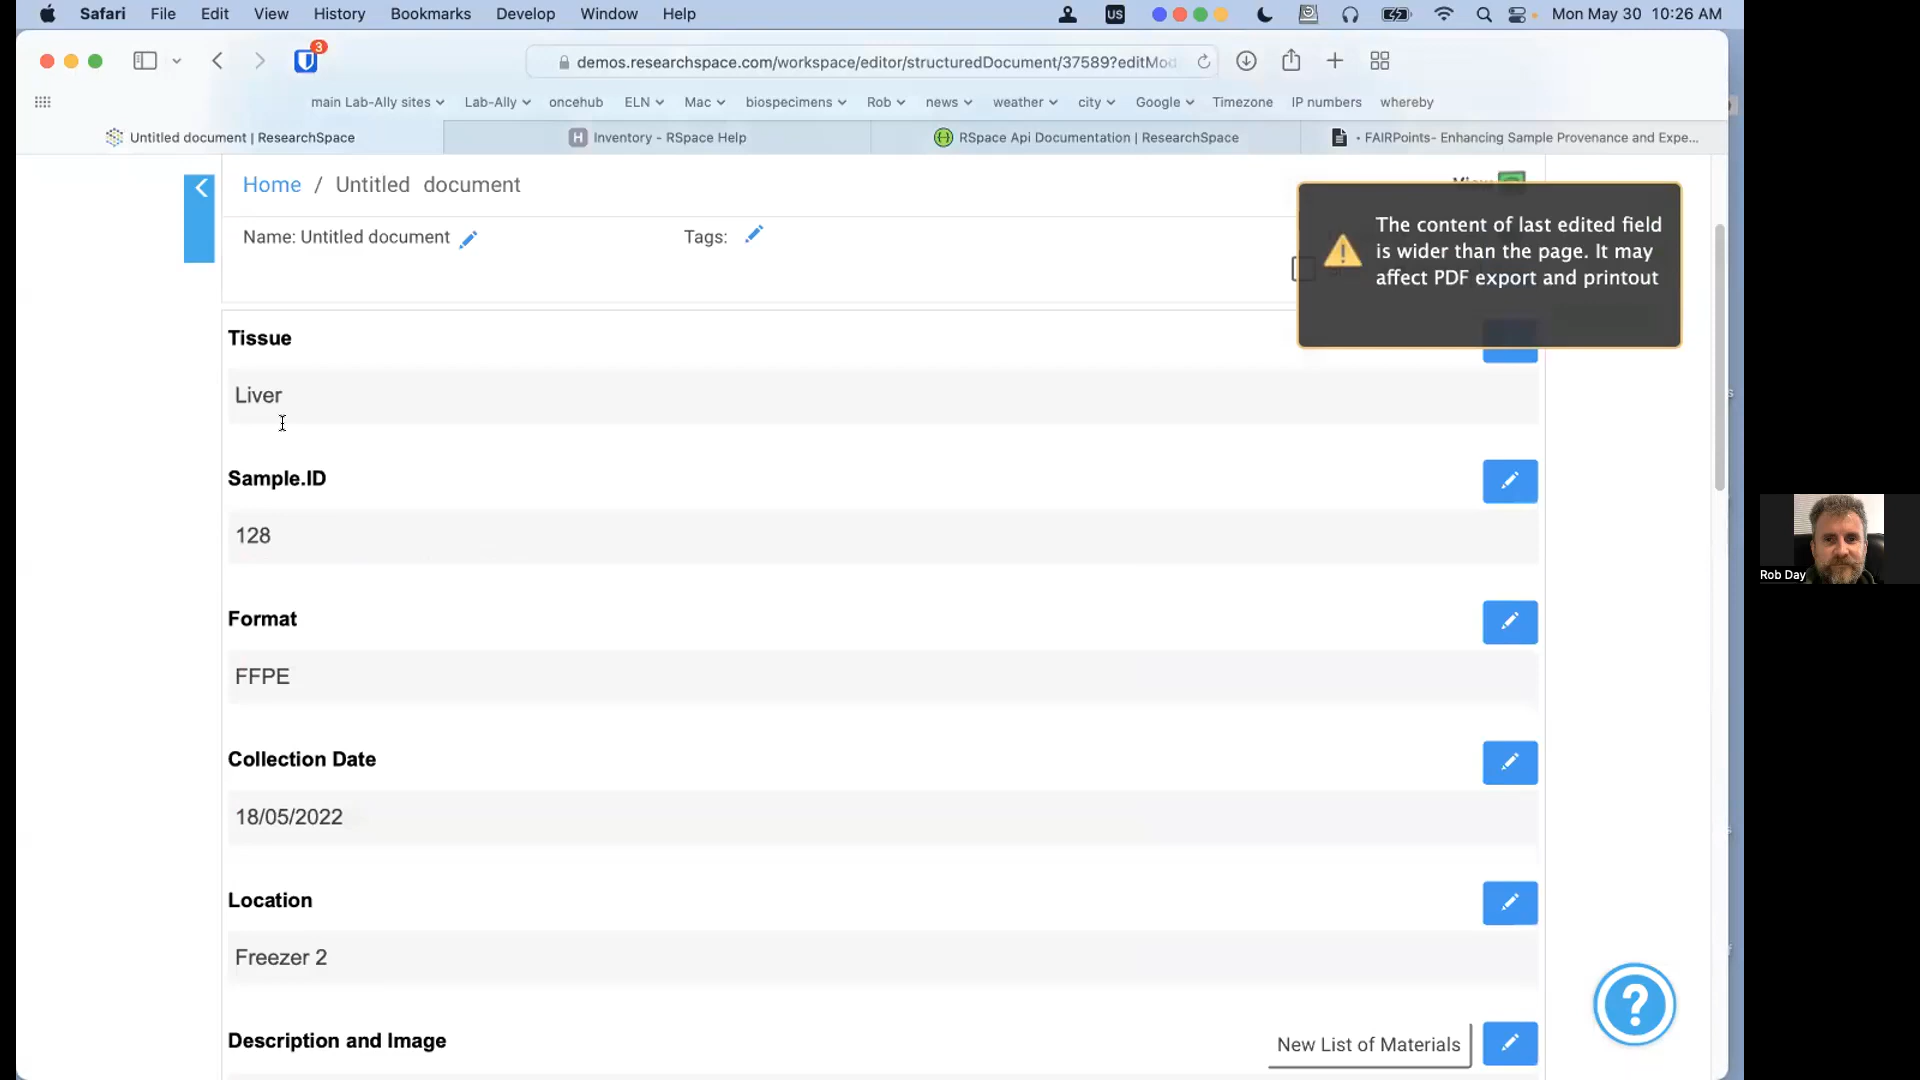 Safari File Edit View History Bookmarks Develop Window Help US Mon May 30 10:26 AM
3
demos.researchspace.com/workspace/editor/structuredDocument/37589?editMod
main Lab-Ally sites Lab-Ally oncehub ELN Mac biospecimens Rob news weather city Google Timezone IP numbers whereby
Untitled document | ResearchSpace
H Inventory - RSpace Help
RSpace Api Documentation | ResearchSpace
· FAIRPoints- Enhancing Sample Provenance and Expe...
Home / Untitled document
Name: Untitled document Tags:
The content of last edited field
is wider than the page. It may
affect PDF export and printout
Tissue
Liver
Sample.ID
128
Format
FFPE
Collection Date
18/05/2022
Location
Freezer 2
Description and Image
New List of Materials
?
Rob Day